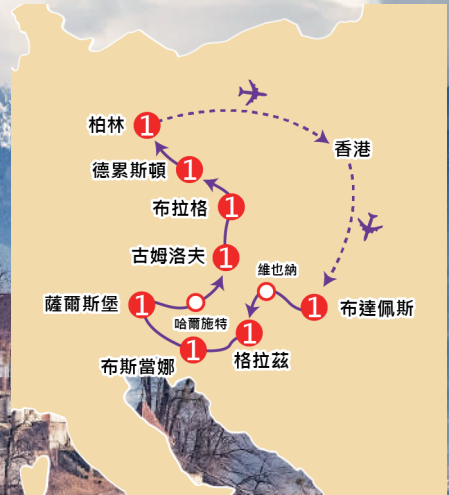 柏林 1
香港
德累斯頓 1
布拉格 1
古姆洛夫 1
維也納
薩爾斯堡 1
哈爾施特
1 布達佩斯
布斯當娜 1
1 格拉茲